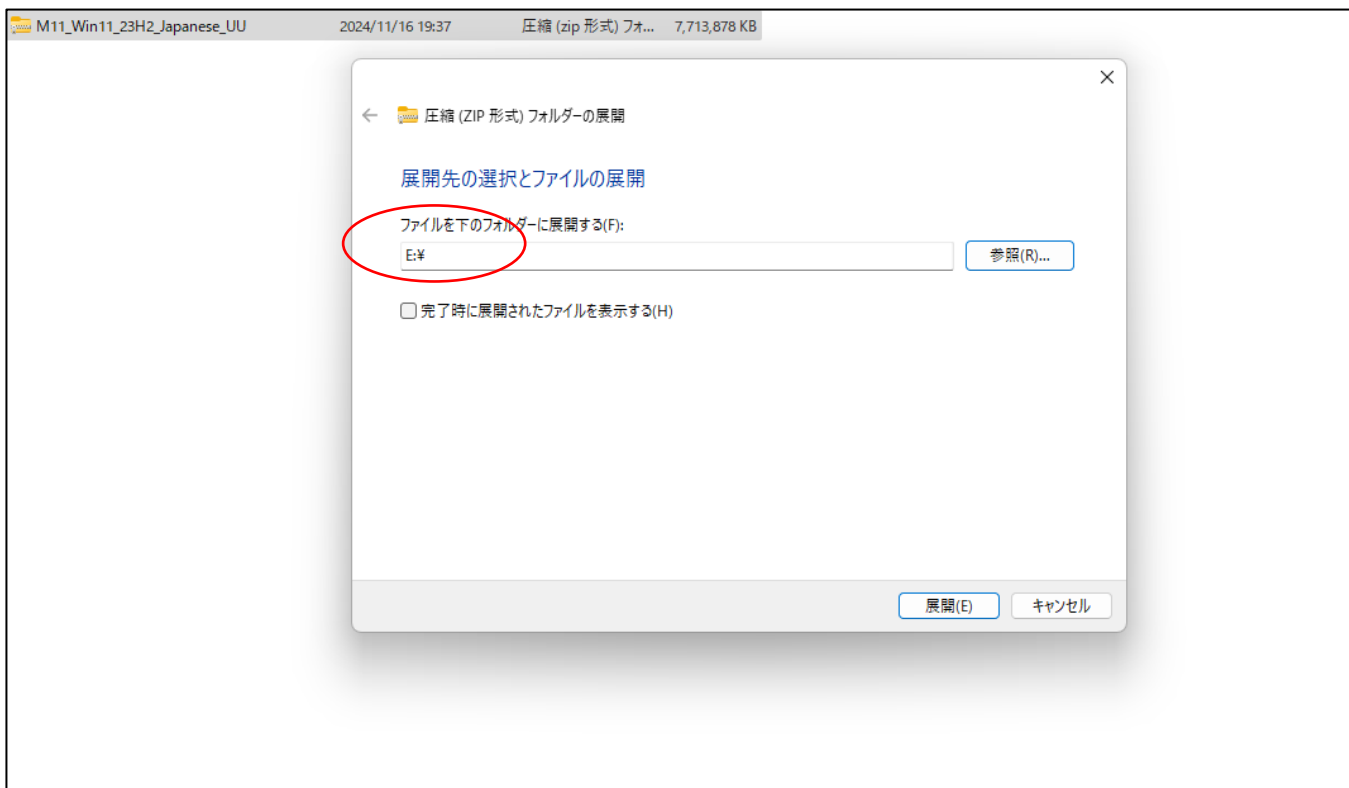 M11_Win11_23H2_Japanese_UU 2024/11/16 19:37 圧縮 (zip 形式) フォ... 7,713,878 KB
圧縮 (ZIP 形式) フォルダーの展開
展開先の選択とファイルの展開
ファイルを下のフォルダーに展開する(F):
E:¥ 参照(R)...
完了時に展開されたファイルを表示する(H)
展開(E) キャンセル